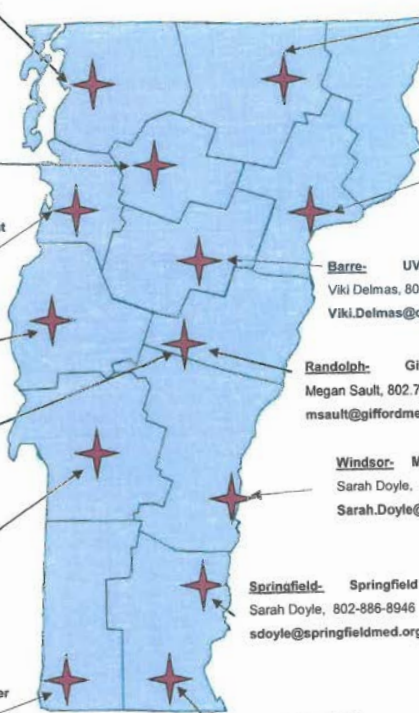 Barre- UV
Viki Delmas, 80
Viki.Delmas@c
Randolph- Gi
Megan Sault, 802.7
msault@giffordme
Windsor- M
Sarah Doyle,
Sarah.Doyle@
Springfield- Springfield
Sarah Doyle, 802-886-8946
sdoyle@springfieldmed.org